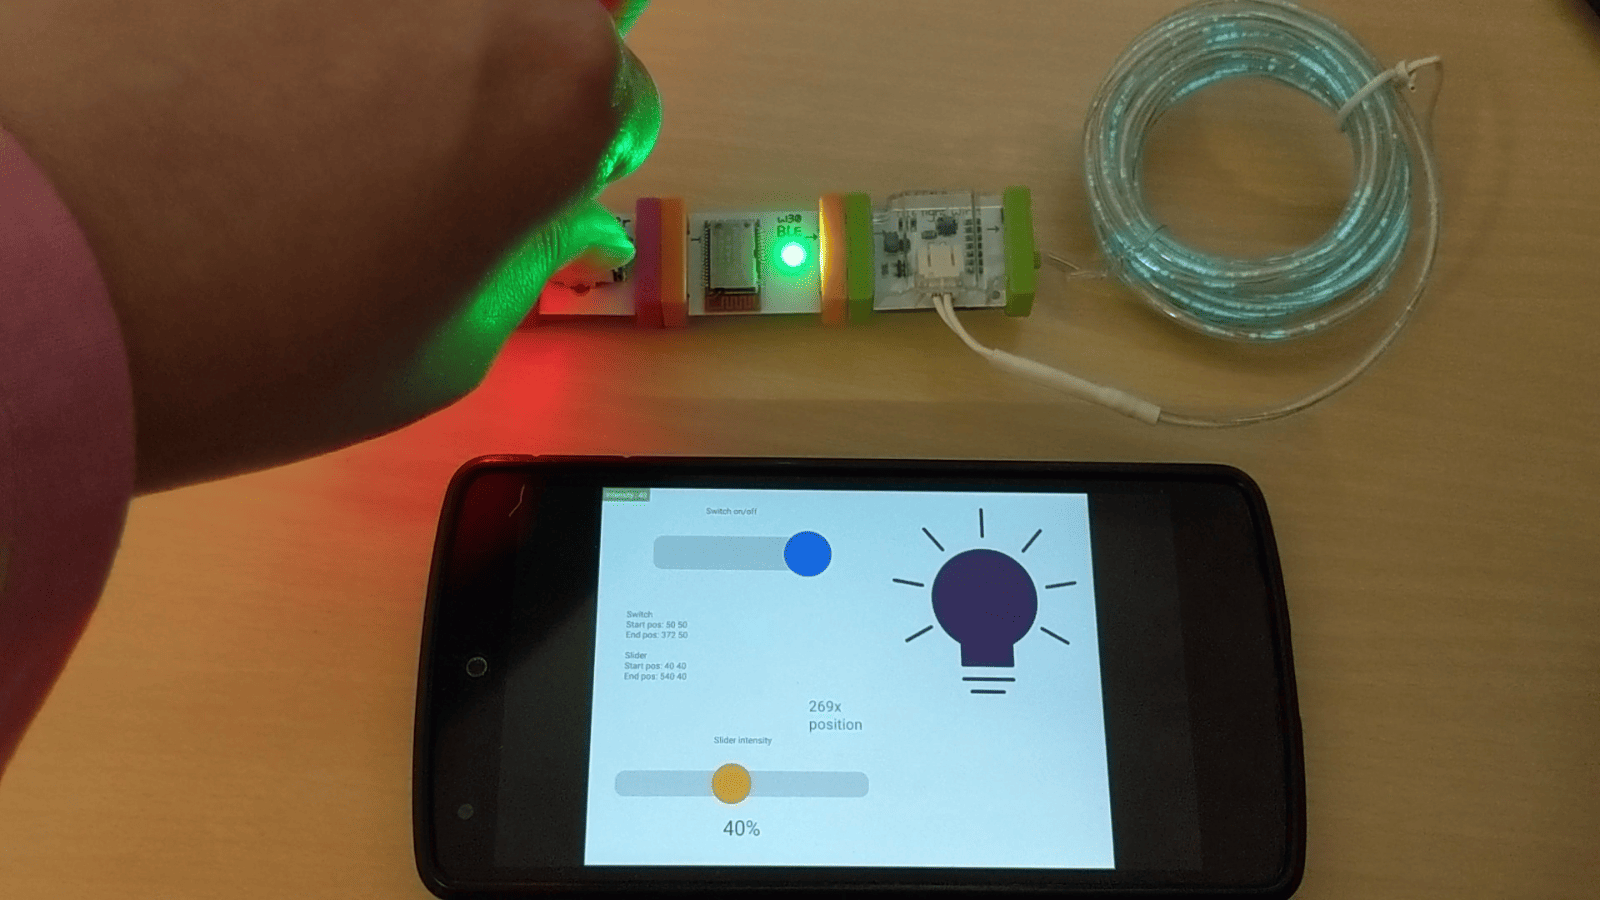 w130
BLE
Intensity: 40
Switch on/off
Switch
Start pos: 50 50
End pos: 372 50
Slider
Start pos: 40 40
End pos: 540 40
269x
position
Slider intensity
40%